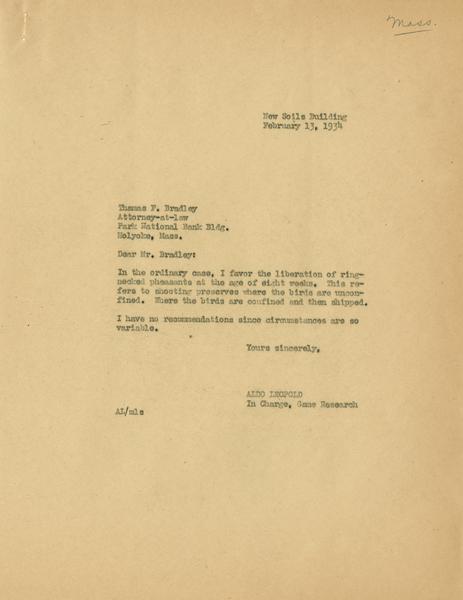 Mass.
New Soils Building
February 13, 1934
Thomas F. Bradley
Attorney-at-law
Park National Bank Bldg.
Holyoke, Mass.
Dear Mr. Bradley:
In the ordinary case, I favor the liberation of ring-
necked pheasants at the age of eight weeks. This re-
fers to shooting preserves where the birds are uncon-
fined. Where the birds are confined and then shipped.
I have no recommendations since circumstances are so
variable.
Yours sincerely,
ALDO LEOPOLD
In Charge, Game Research
AL/mls